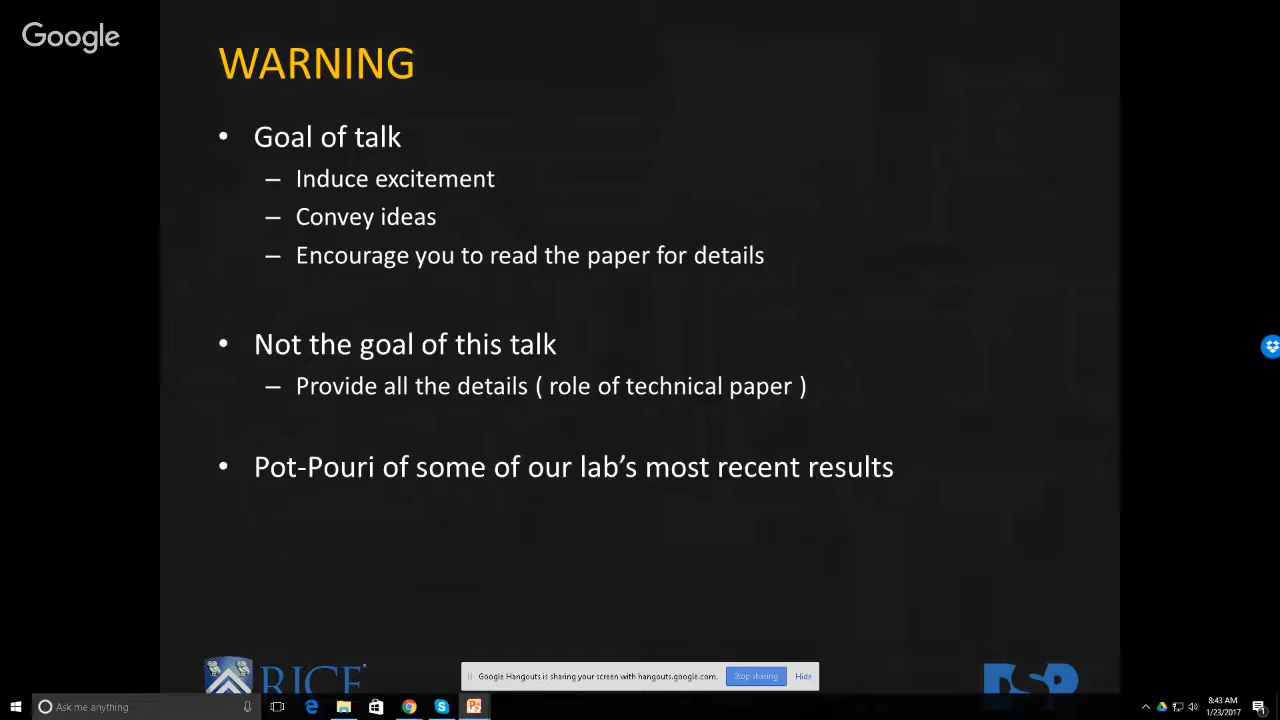 Google
WARNING
• Goal of talk
– Induce excitement
– Convey ideas
– Encourage you to read the paper for details
• Not the goal of this talk
– Provide all the details ( role of technical paper )
• Pot-Pouri of some of our lab’s most recent results
RICE
DSP
Google Hangouts is sharing your screen with hangouts.google.com.
Stop sharing
Hide
Ask me anything
8:43 AM
1/23/2017